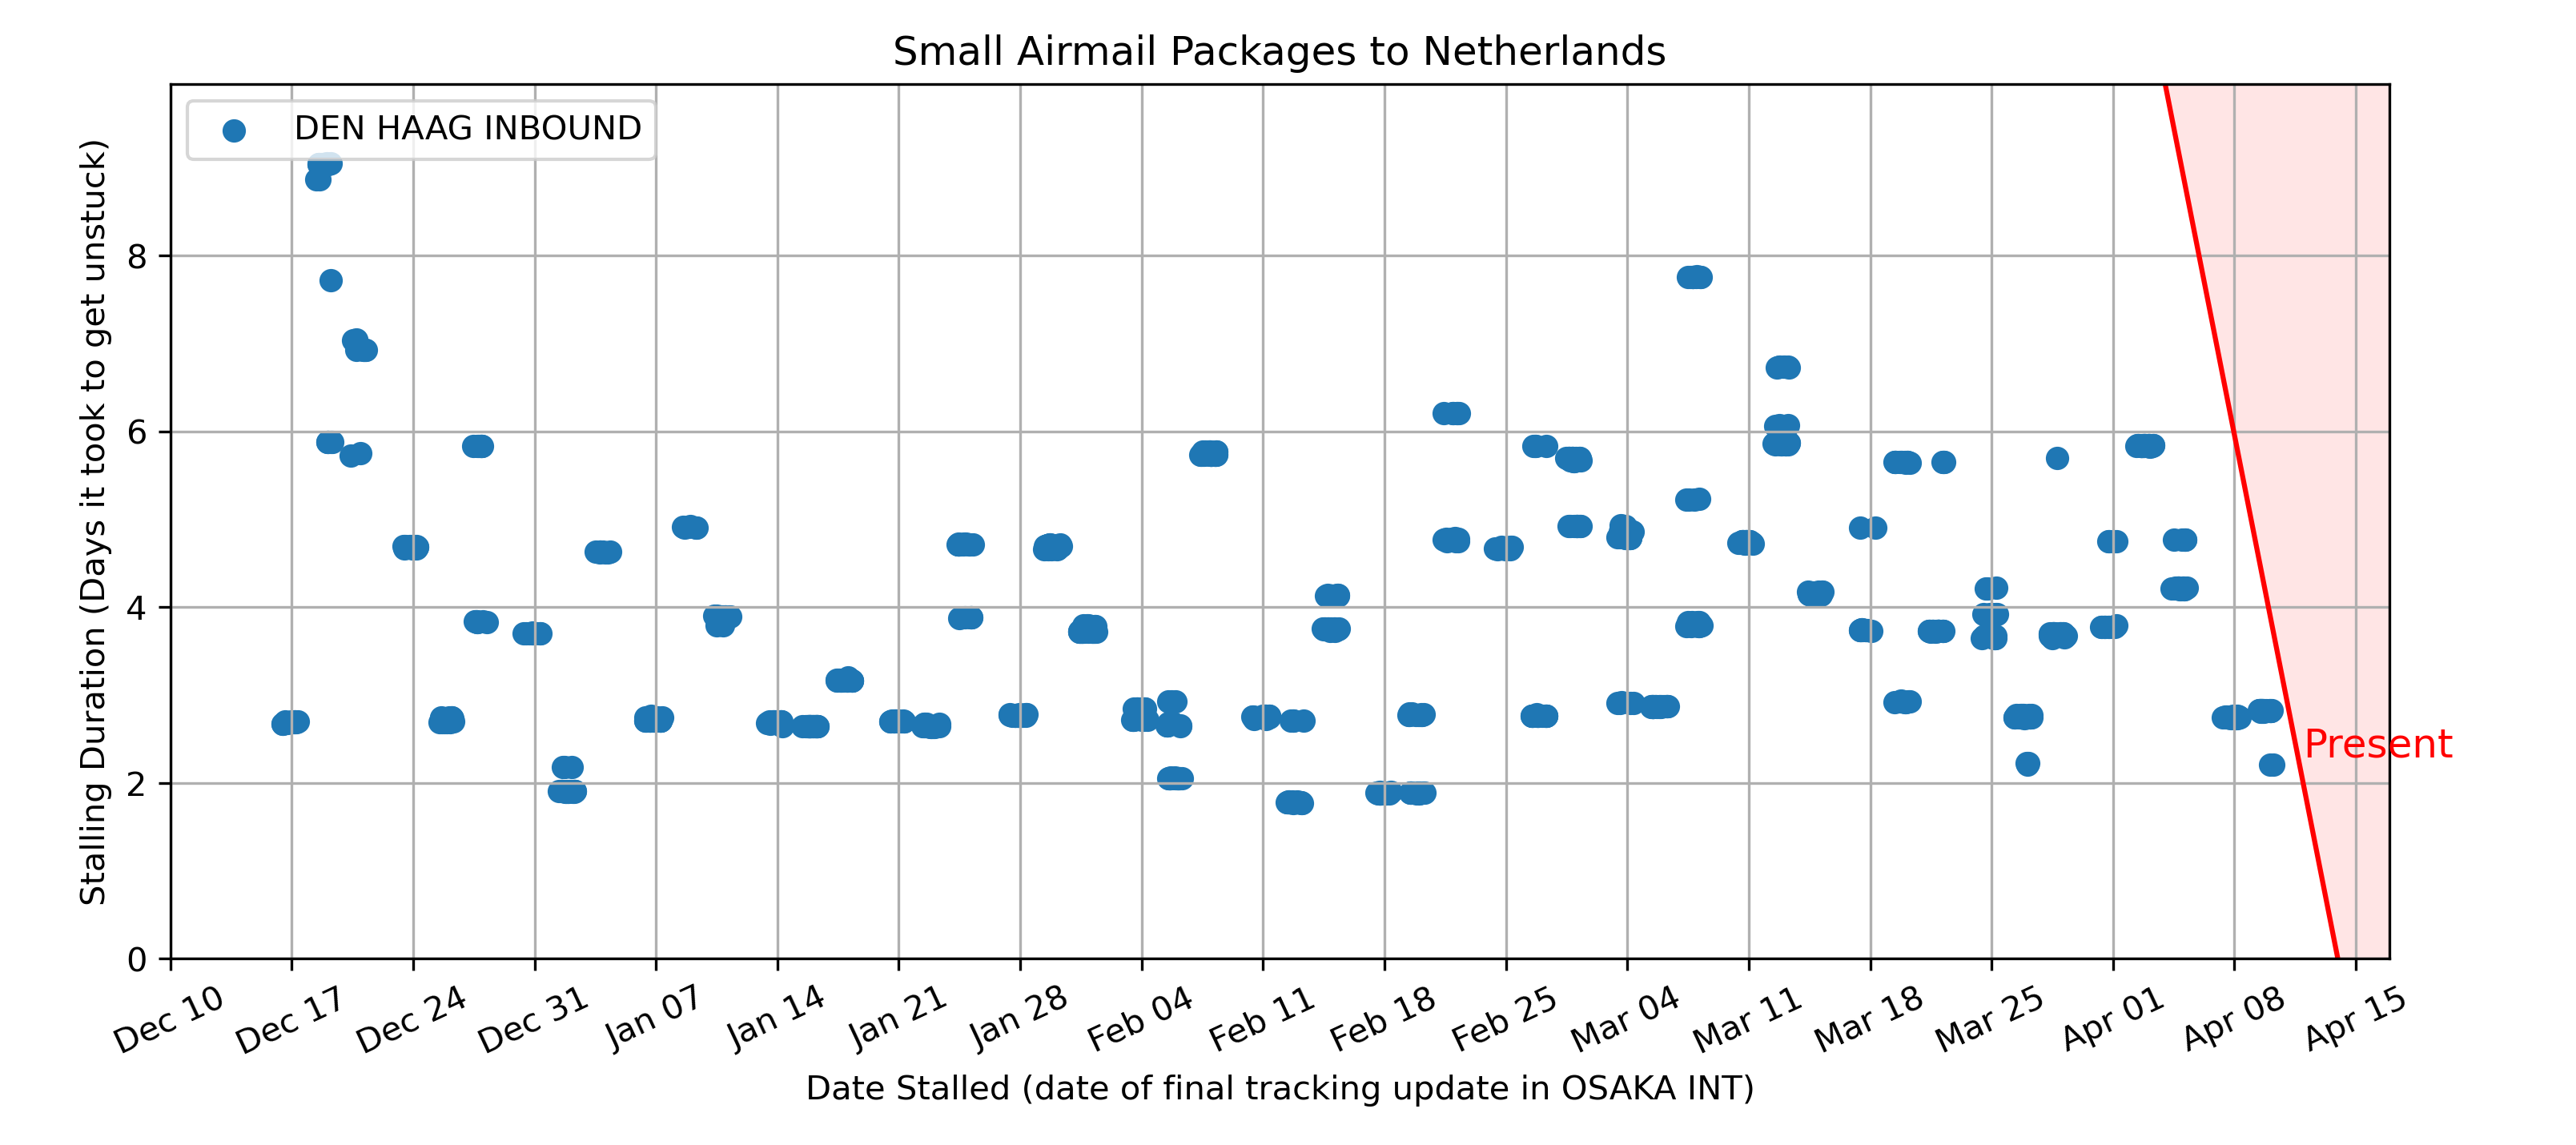 Small Airmail Packages to Netherlands
DEN HAAG INBOUND
Stalling Duration (Days it took to get unstuck)
8
6
4
2
0
Present
Dec 10
Dec 17
Dec 24
Dec 31
Jan 07
Jan 14
Jan 21
Jan 28
Feb 04
Feb 11
Feb 18
Feb 25
Mar 04
Mar 11
Mar 18
Mar 25
Apr 01
Apr 08
Apr 15
Date Stalled (date of final tracking update in OSAKA INT)